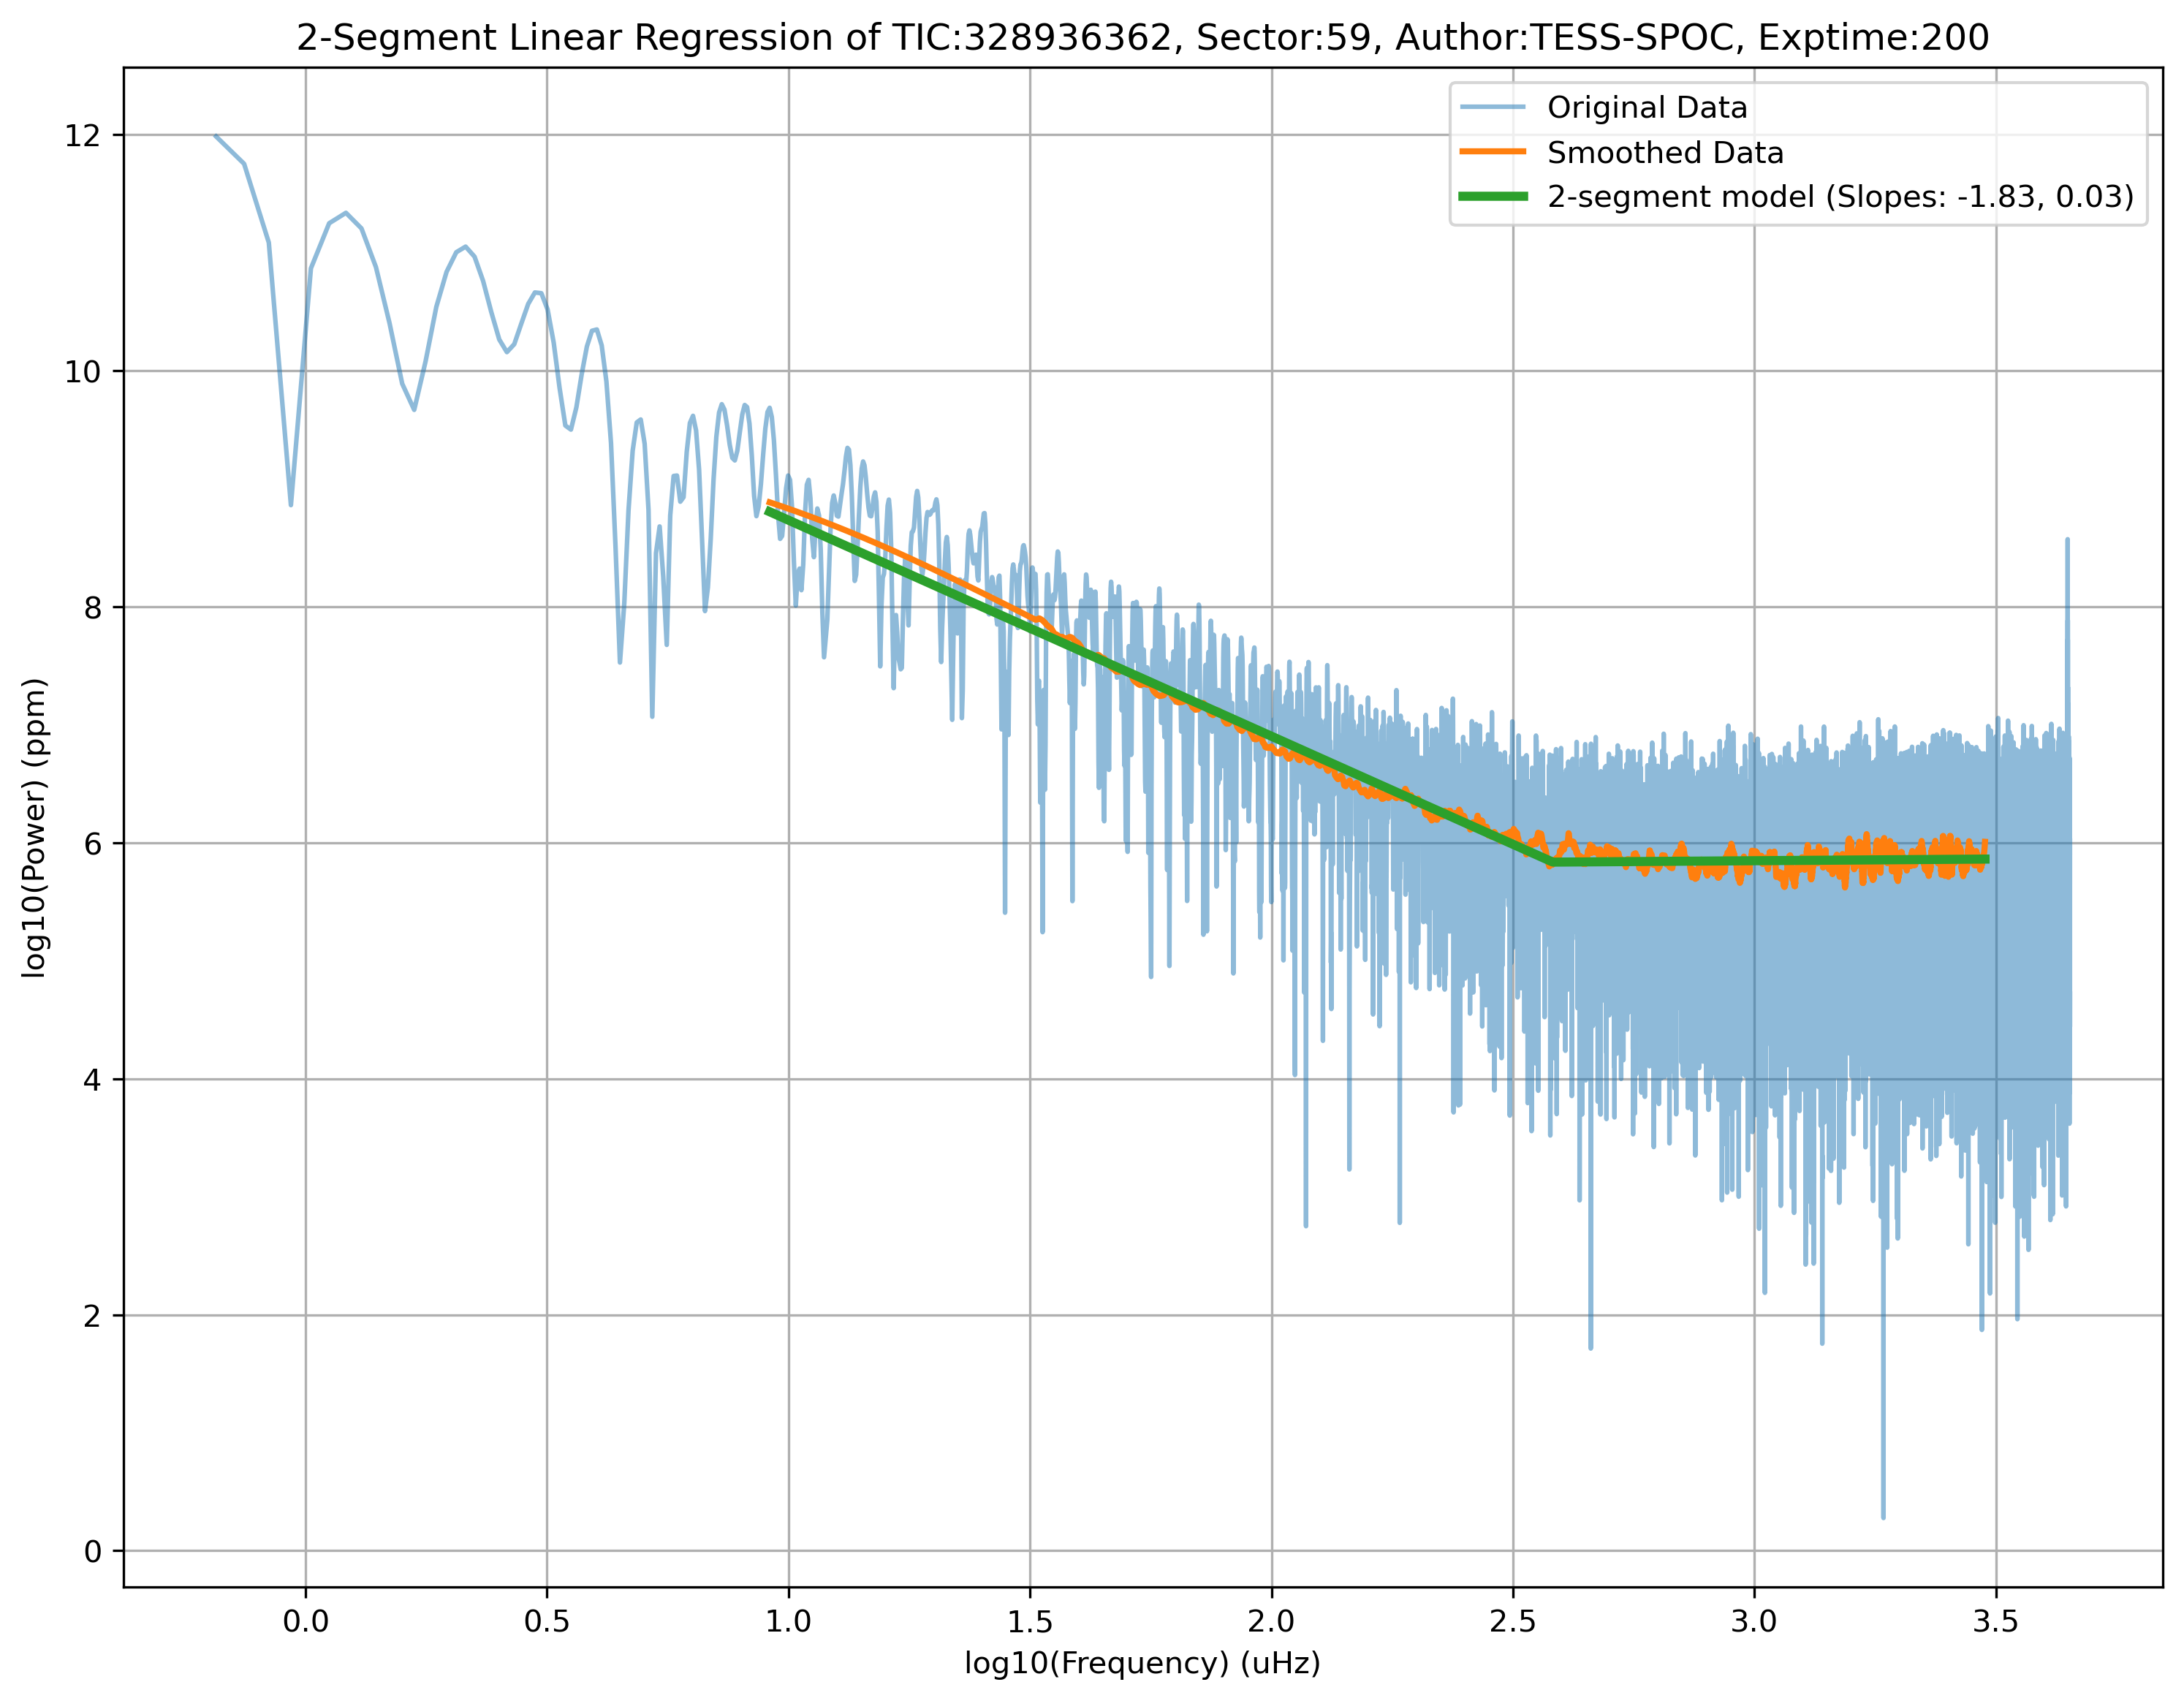 2-Segment Linear Regression of TIC:328936362, Sector:59, Author:TESS-SPOC, Exptime:200
Original Data
Smoothed Data
2-segment model (Slopes: -1.83, 0.03)
log10(Power) (ppm)
12
10
8
6
4
2
0
0.0 0.5 1.0 1.5 2.0 2.5 3.0 3.5
log10(Frequency) (uHz)